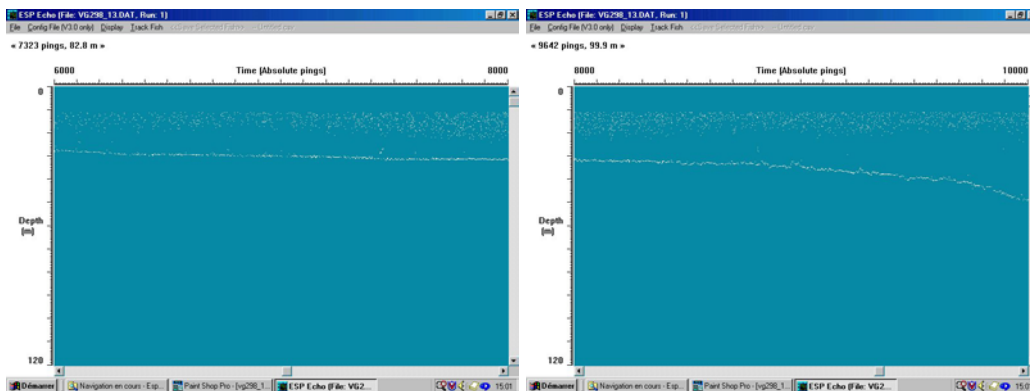 ESP Echo (File: VG298_13.DAT, Run: 1)
File Config File (V3.0 only) Display Track Fish
« 7323 pings, 82.8 m »
6000 Time (Absolute pings) 8000
0
Depth
(m)
120
Démarrer Navigation en cours - Esp... Paint Shop Pro - [vg298_1... ESP Echo (File: VG2... 15:01
ESP Echo (File: VG298_13.DAT, Run: 1)
File Config File (V3.0 only) Display Track Fish
« 9642 pings, 99.9 m »
8000 Time (Absolute pings) 10000
0
Depth
(m)
120
Démarrer Navigation en cours - Esp... Paint Shop Pro - [vg298_1... ESP Echo (File: VG2... 15:01